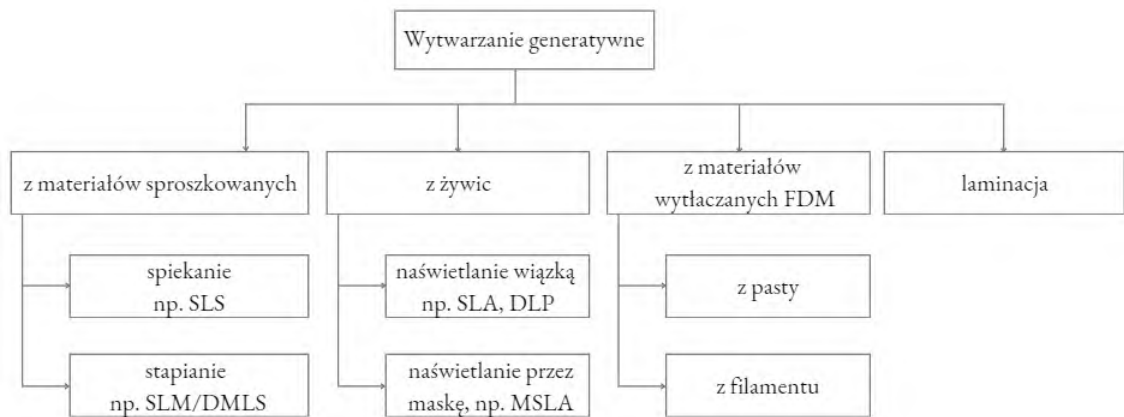 Wytwarzanie generatywne
z materiałów sproszkowanych
z żywic
z materiałów
wytłaczanych FDM
laminacja
spiekanie
np. SLS
naświetlanie wiązką
np. SLA, DLP
z pasty
stapianie
np. SLM/DMLS
naświetlanie przez
maskę, np. MSLA
z filamentu